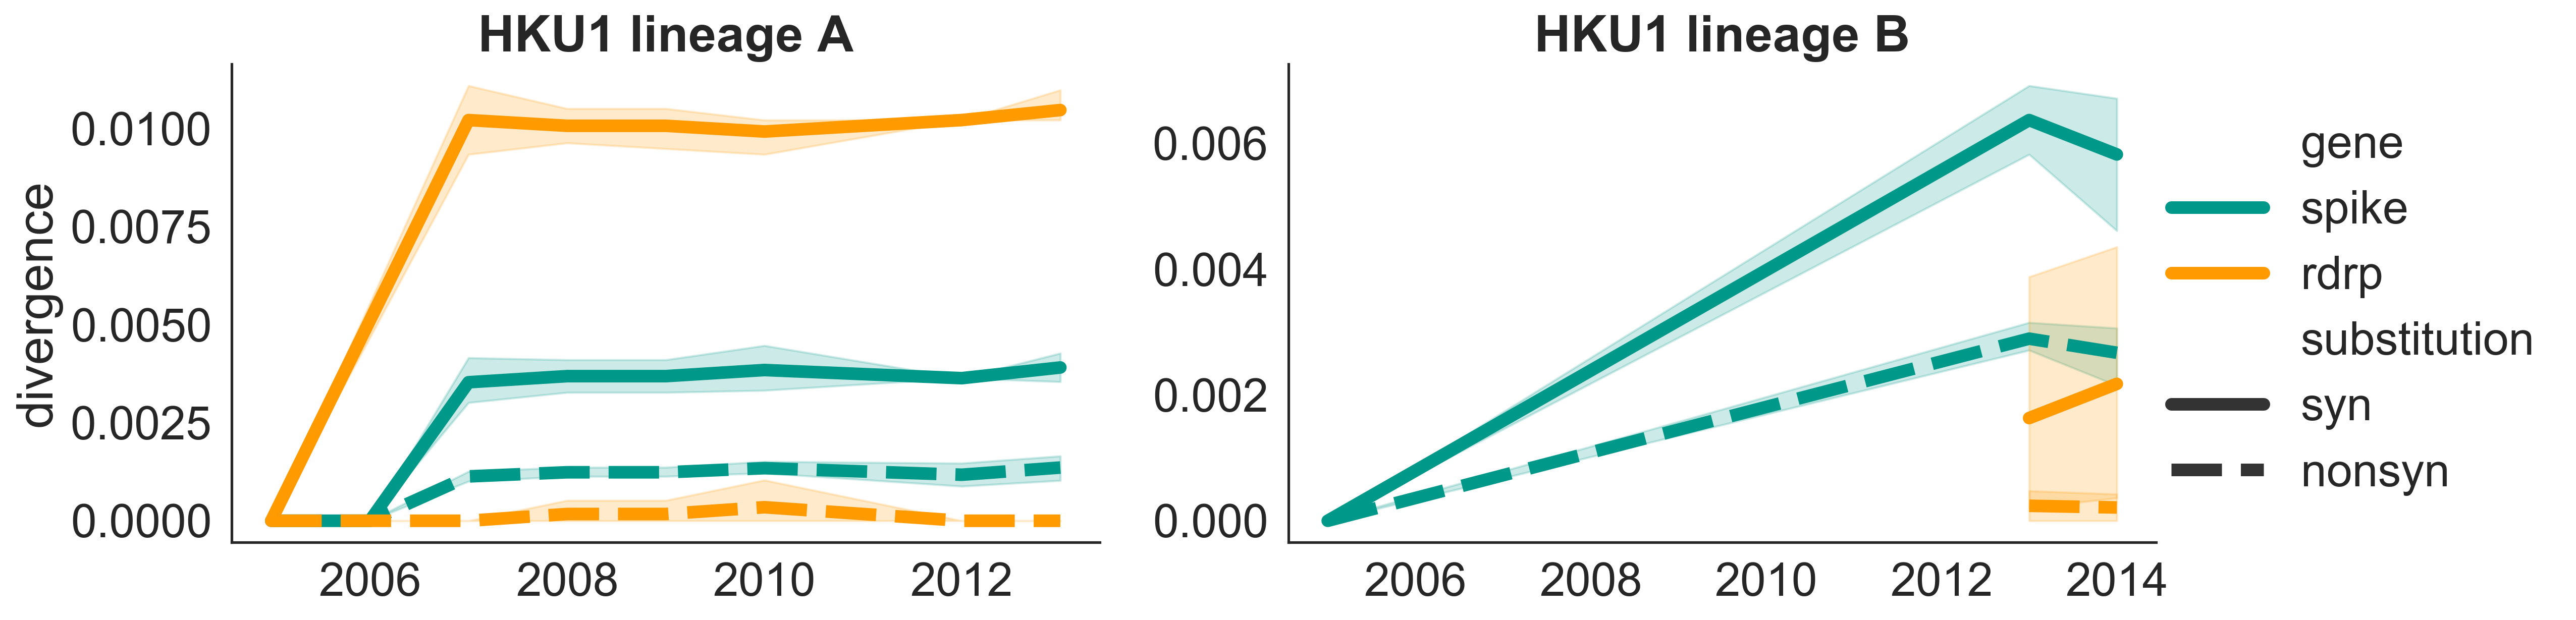 HKU1 lineage A
divergence
0.0100
0.0075
0.0050
0.0025
0.0000
2006 2008 2010 2012
HKU1 lineage B
0.006
0.004
0.002
0.000
2006 2008 2010 2012 2014
gene
spike
rdrp
substitution
syn
nonsyn